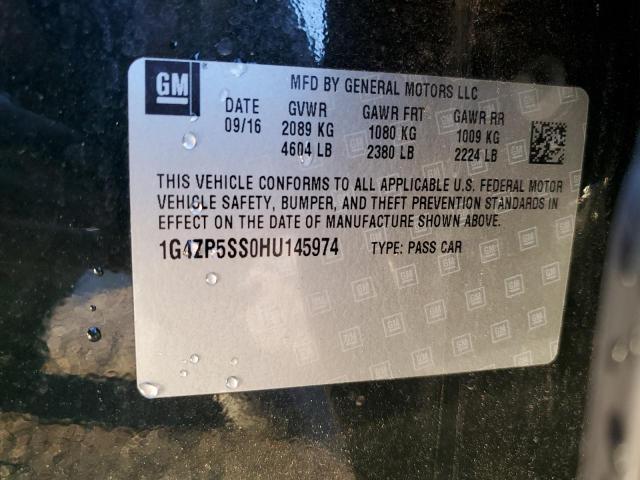 GM MFD BY GENERAL MOTORS LLC
DATE GVWR GAWR FRT GAWR RR
09/16 2089 KG 1080 KG 1009 KG
4604 LB 2380 LB 2224 LB
THIS VEHICLE CONFORMS TO ALL APPLICABLE U.S. FEDERAL MOTOR
VEHICLE SAFETY, BUMPER, AND THEFT PREVENTION STANDARDS IN
EFFECT ON THE DATE OF MANUFACTURE SHOWN ABOVE.
1G4ZP5SS0HU145974 TYPE: PASS CAR